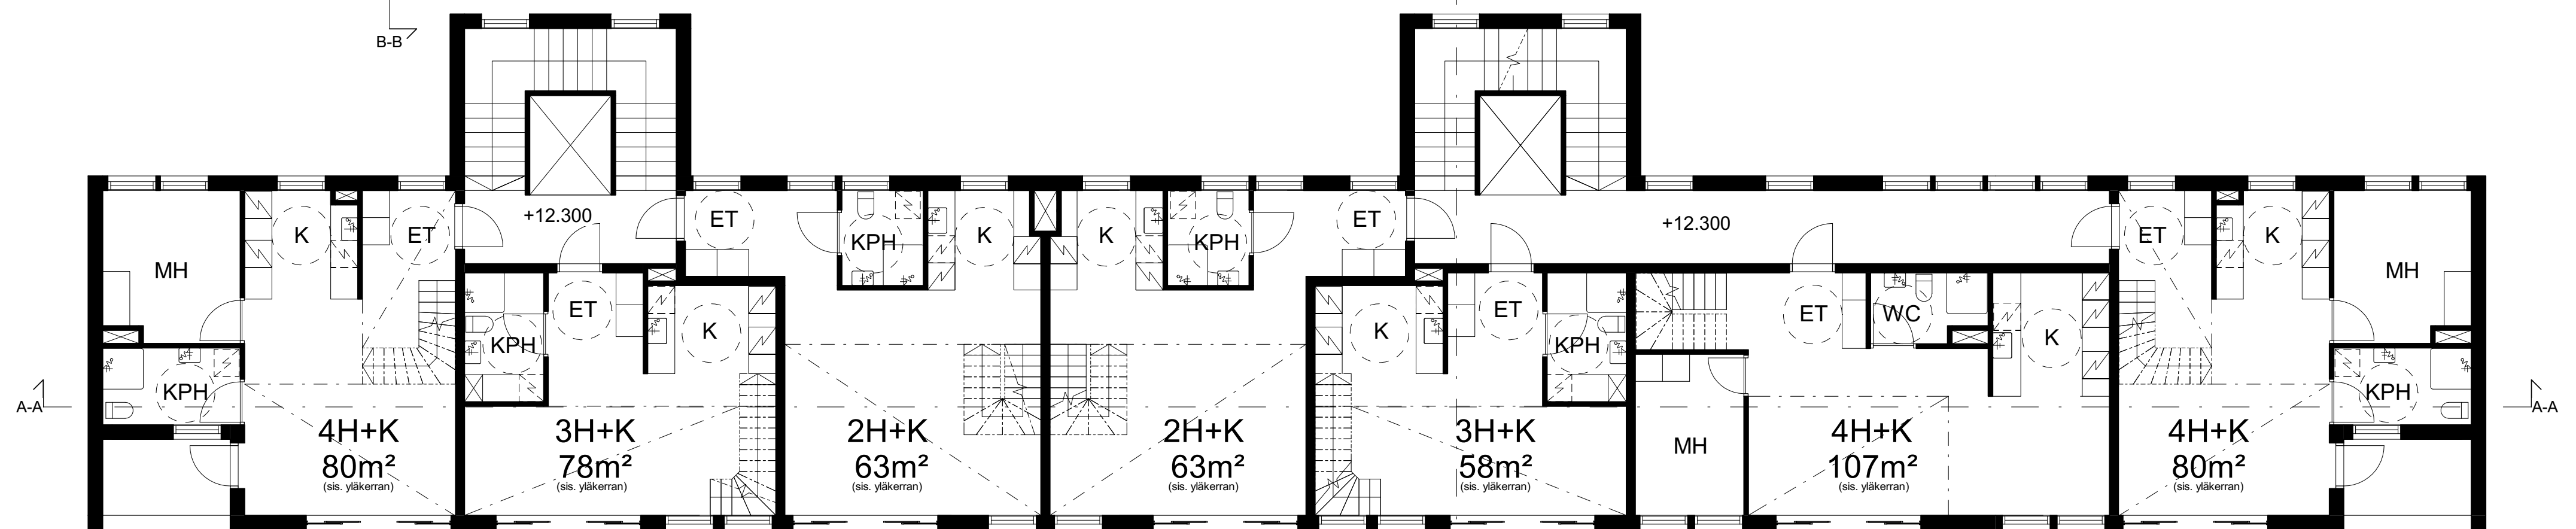 B-B
+12.300
+12.300
ET
ET
K
ET
KPH
K
K
KPH
ET
ET
K
MH
MH
ET
K
KPH
K
ET
KPH
ET
WC
K
KPH
KPH
A-A
A-A
4H+K
80m²
(sis. yläkerran)
3H+K
78m²
(sis. yläkerran)
2H+K
63m²
(sis. yläkerran)
2H+K
63m²
(sis. yläkerran)
3H+K
58m²
(sis. yläkerran)
MH
4H+K
107m²
(sis. yläkerran)
4H+K
80m²
(sis. yläkerran)